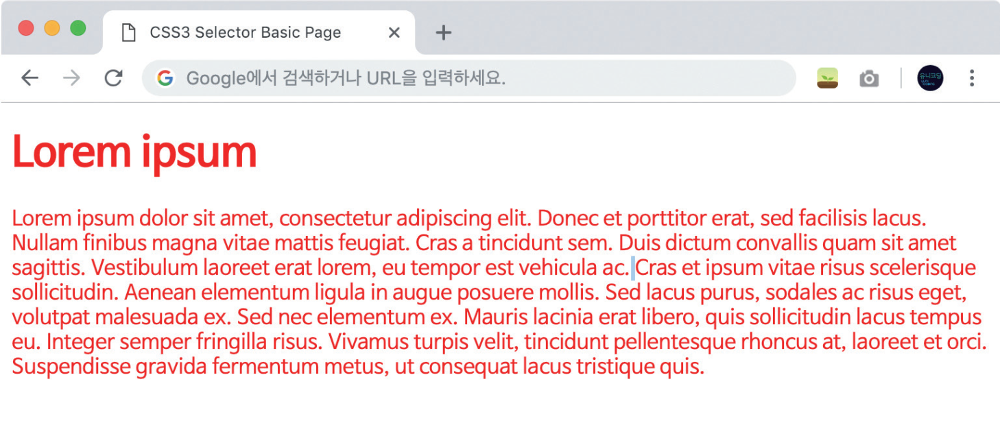 CSS3 Selector Basic Page
Google에서 검색하거나 URL을 입력하세요.
유니코딩
Lorem ipsum
Lorem ipsum dolor sit amet, consectetur adipiscing elit. Donec et porttitor erat, sed facilisis lacus.
Nullam finibus magna vitae mattis feugiat. Cras a tincidunt sem. Duis dictum convallis quam sit amet
sagittis. Vestibulum laoreet erat lorem, eu tempor est vehicula ac. Cras et ipsum vitae risus scelerisque
sollicitudin. Aenean elementum ligula in augue posuere mollis. Sed lacus purus, sodales ac risus eget,
volutpat malesuada ex. Sed nec elementum ex. Mauris lacinia erat libero, quis sollicitudin lacus tempus
eu. Integer semper fringilla risus. Vivamus turpis velit, tincidunt pellentesque rhoncus at, laoreet et orci.
Suspendisse gravida fermentum metus, ut consequat lacus tristique quis.